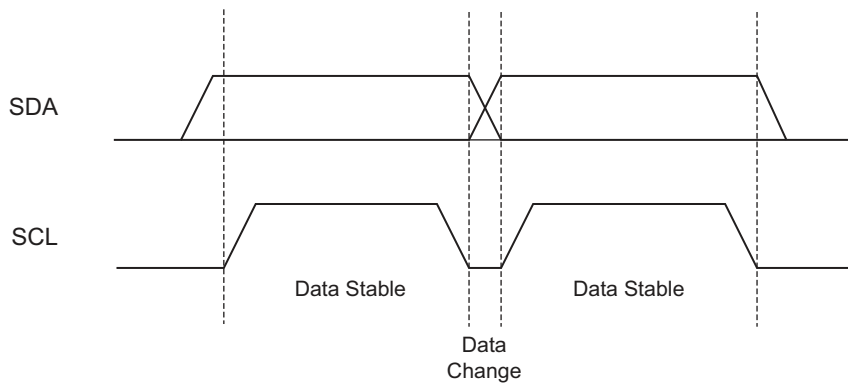 SDA
SCL
Data Stable
Data Stable
Data
Change